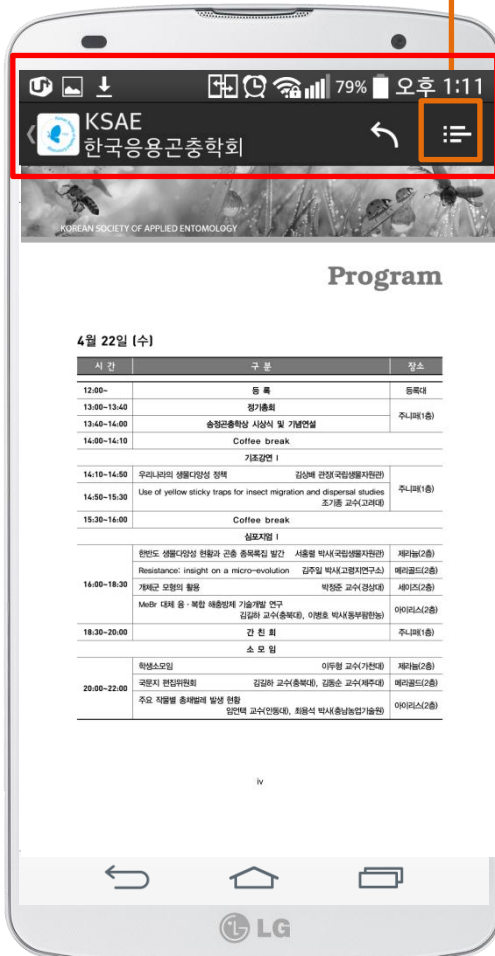 79% 오후 1:11
KSAE
한국응용곤충학회
KOREAN SOCIETY OF APPLIED ENTOMOLOGY
Program
4월 22일 (수)
시 간 구 분 장소
12:00~ 등 록 등록대
13:00~13:40 정기총회
주니퍼(1층)
13:40~14:00 송정곤충학상 시상식 및 기념연설
14:00~14:10 Coffee break
기조강연 I
14:10~14:50 우리나라의 생물다양성 정책 김상배 관장(국립생물자원관)
주니퍼(1층)
14:50~15:30 Use of yellow sticky traps for insect migration and dispersal studies
조기종 교수(고려대)
15:30~16:00 Coffee break
심포지엄 I
한반도 생물다양성 현황과 곤충 종목록집 발간 서홍렬 박사(국립생물자원관) 제라늄(2층)
Resistance: insight on a micro-evolution 김주일 박사(고령지연구소) 메리골드(2층)
16:00~18:30 개체군 모형의 활용 박정준 교수(경상대) 세이즈(2층)
MeBr 대체 융·복합 해충방제 기술개발 연구
김길하 교수(충북대), 이병호 박사(동부팜한농) 아이리스(2층)
18:30~20:00 간 친 회 주니퍼(1층)
소 모 임
학생소모임 이두형 교수(가천대) 제라늄(2층)
국문지 편집위원회 김길하 교수(충북대), 김동순 교수(제주대) 메리골드(2층)
20:00~22:00
주요 작물별 총채벌레 발생 현황
임언택 교수(안동대), 최용석 박사(충남농업기술원) 아이리스(2층)
iv
LG